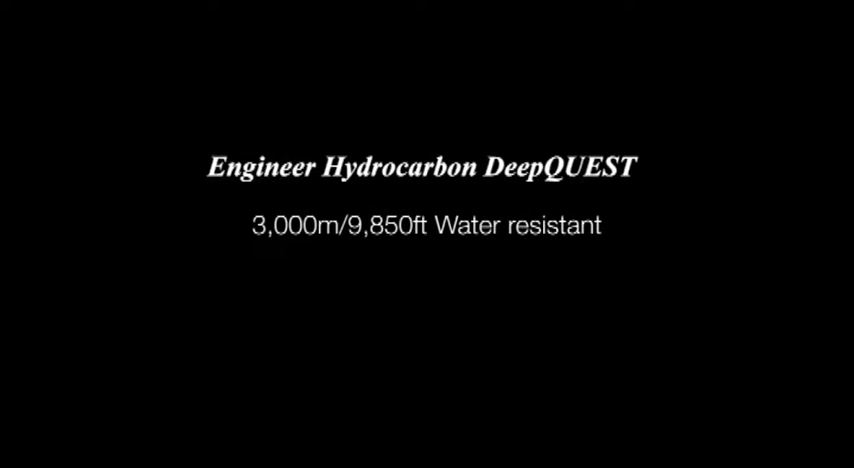 Engineer Hydrocarbon DeepQUEST
3,000m/9,850ft Water resistant